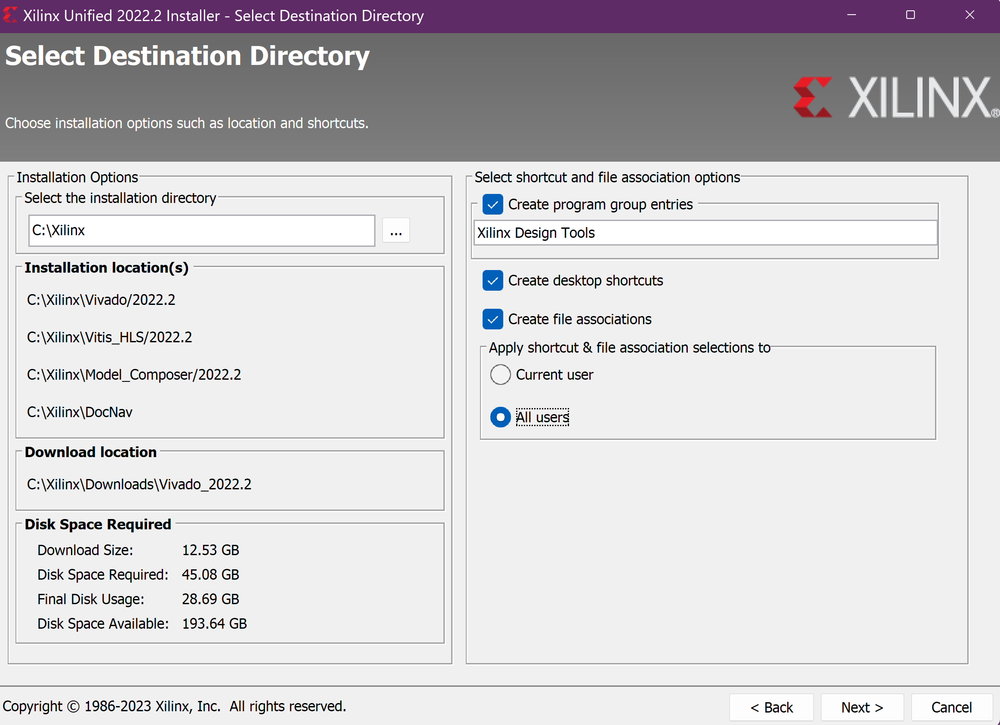 Xilinx Unified 2022.2 Installer - Select Destination Directory
Select Destination Directory
XILINX®
Choose installation options such as location and shortcuts.
Installation Options
Select the installation directory
C:\Xilinx
...
Installation location(s)
C:\Xilinx\Vivado/2022.2
C:\Xilinx\Vitis_HLS/2022.2
C:\Xilinx\Model_Composer/2022.2
C:\Xilinx\DocNav
Download location
C:\Xilinx\Downloads\Vivado_2022.2
Disk Space Required
Download Size: 12.53 GB
Disk Space Required: 45.08 GB
Final Disk Usage: 28.69 GB
Disk Space Available: 193.64 GB
Select shortcut and file association options
Create program group entries
Xilinx Design Tools
Create desktop shortcuts
Create file associations
Apply shortcut & file association selections to
Current user
All users
Copyright © 1986-2023 Xilinx, Inc.  All rights reserved.
< Back
Next >
Cancel